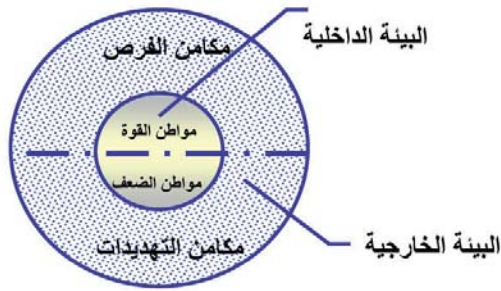 البيئة الداخلية
مكامن الفرص
مواطن القوة
مواطن الضعف
مكامن التهديدات
البيئة الخارجية